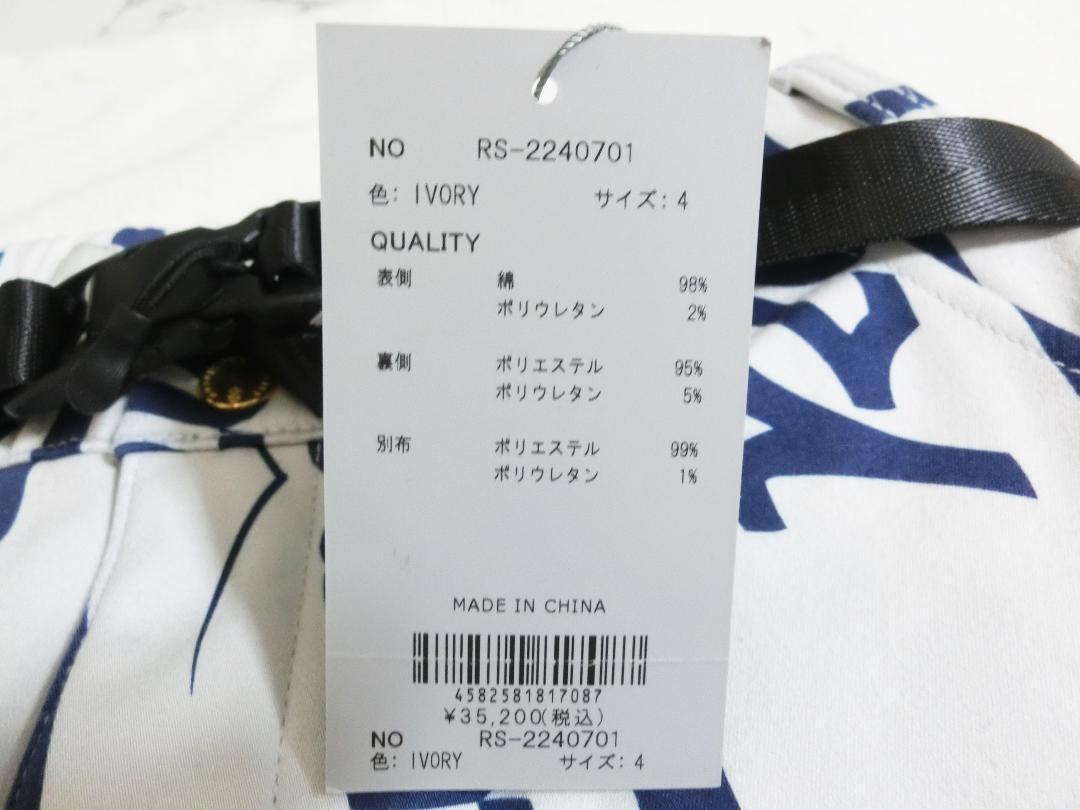 NO RS-2240701
色: IVORY サイズ: 4
QUALITY
表側 綿 98%
ポリウレタン 2%
裏側 ポリエステル 95%
ポリウレタン 5%
別布 ポリエステル 99%
ポリウレタン 1%
MADE IN CHINA
4582581817087
¥35,200(税込)
NO RS-2240701
色: IVORY サイズ: 4